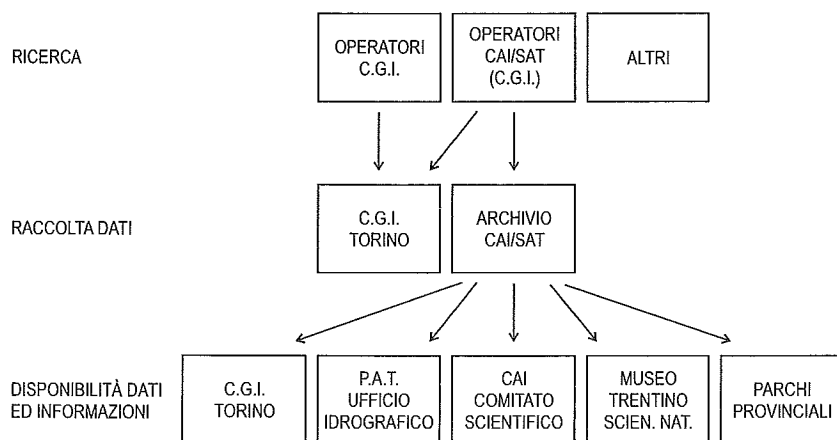 RICERCA
OPERATORI
C.G.I.
OPERATORI
CAI/SAT
(C.G.I.)
ALTRI
RACCOLTA DATI
C.G.I.
TORINO
ARCHIVIO
CAI/SAT
DISPONIBILITÀ DATI
ED INFORMAZIONI
C.G.I.
TORINO
P.A.T.
UFFICIO
IDROGRAFICO
CAI
COMITATO
SCIENTIFICO
MUSEO
TRENTINO
SCIEN. NAT.
PARCHI
PROVINCIALI